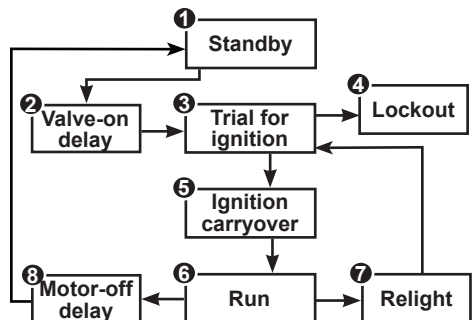 1
Standby
2
Valve-on
delay
3
Trial for
ignition
4
Lockout
5
Ignition
carryover
6
Run
7
Relight
8
Motor-off
delay